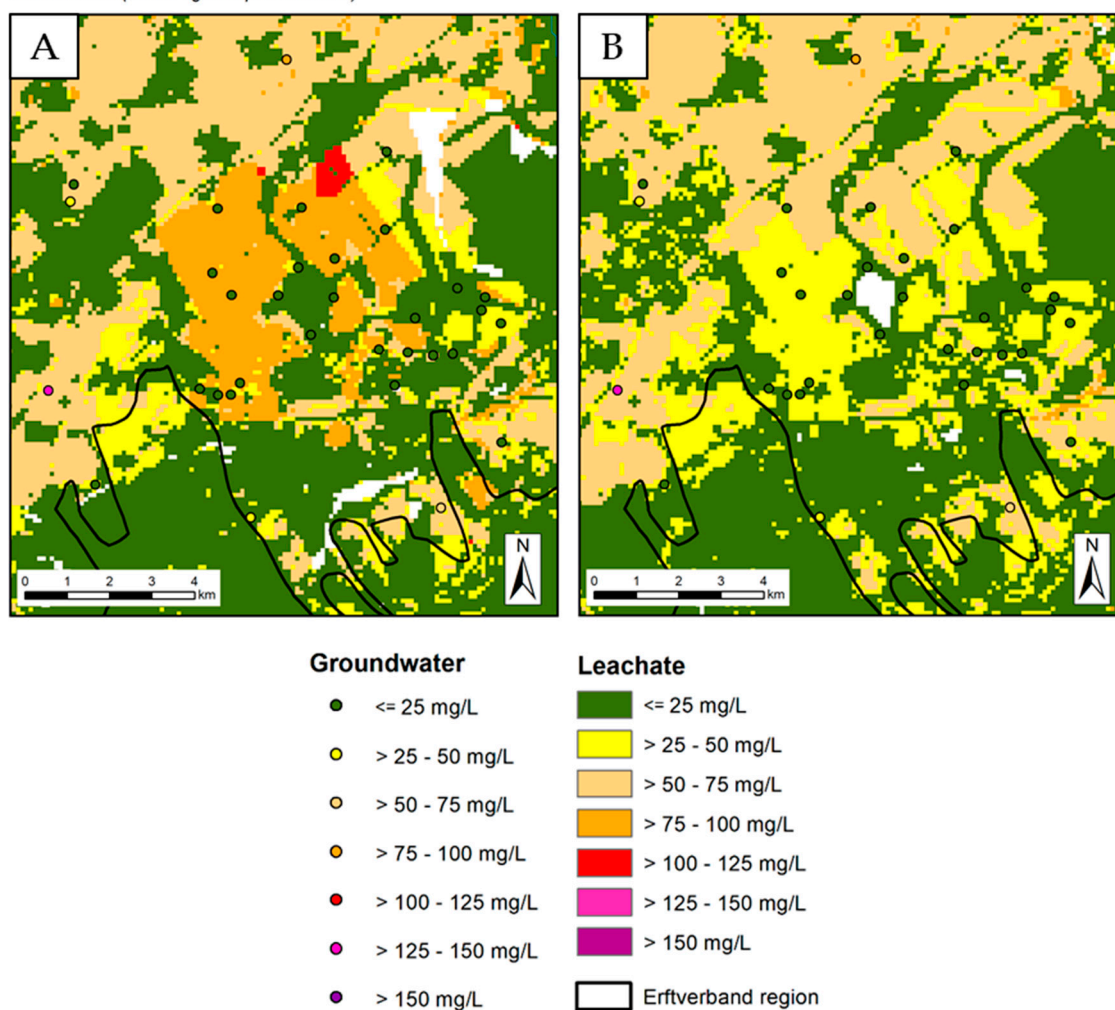 A
B
N
N
0 1 2 3 4
km
0 1 2 3 4
km
Groundwater
<= 25 mg/L
> 25 - 50 mg/L
> 50 - 75 mg/L
> 75 - 100 mg/L
> 100 - 125 mg/L
> 125 - 150 mg/L
> 150 mg/L
Leachate
<= 25 mg/L
> 25 - 50 mg/L
> 50 - 75 mg/L
> 75 - 100 mg/L
> 100 - 125 mg/L
> 125 - 150 mg/L
> 150 mg/L
Erftverband region